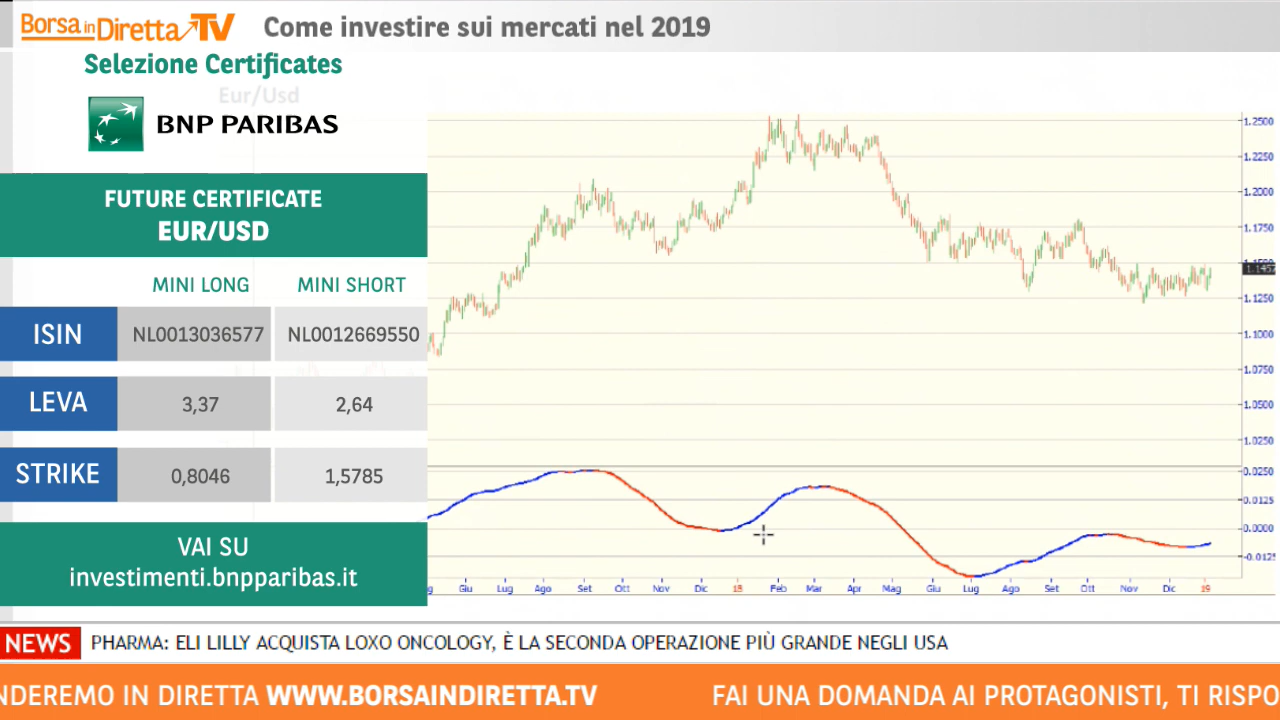 Borsa in Diretta TV
Come investire sui mercati nel 2019
Selezione Certificates
Eur/Usd
BNP PARIBAS
FUTURE CERTIFICATE
EUR/USD
MINI LONG MINI SHORT
ISIN NL0013036577 NL0012669550
LEVA 3,37 2,64
STRIKE 0,8046 1,5785
VAI SU
investimenti.bnpparibas.it
1.2500
1.2250
1.2000
1.1750
1.1500
1.1250
1.1000
1.0750
1.0500
1.0250
0.0250
0.0125
0.0000
-0.0125
Giu Lug Ago Set Ott Nov Dic 18 Feb Mar Apr Mag Giu Lug Ago Set Ott Nov Dic 19
NEWS PHARMA: ELI LILLY ACQUISTA LOXO ONCOLOGY, È LA SECONDA OPERAZIONE PIÙ GRANDE NEGLI USA
NDEREMO IN DIRETTA WWW.BORSAINDIRETTA.TV FAI UNA DOMANDA AI PROTAGONISTI, TI RISPO